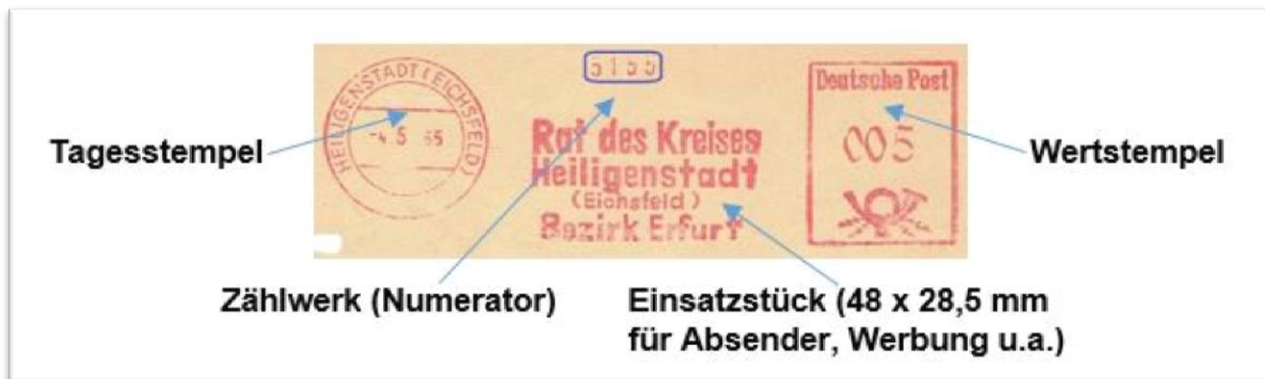 HEILIGENSTADT (EICHSFELD)
-4.5 65
5155
Rat des Kreises
Heiligenstadt
(Eichsfeld)
Bezirk Erfurt
Deutsche Post
005
Tagesstempel
Wertstempel
Zählwerk (Numerator)
Einsatzstück (48 x 28,5 mm
für Absender, Werbung u.a.)